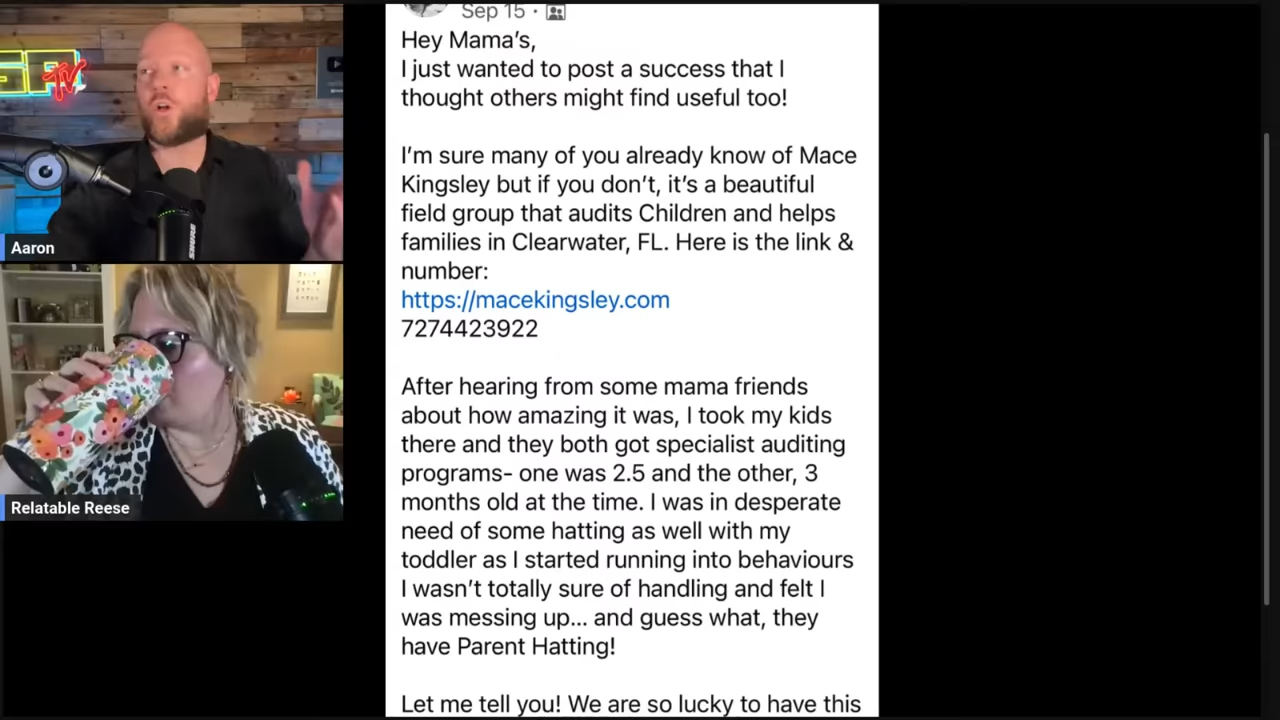 TV
Aaron
Relatable Reese
Sep 15 ·
Hey Mama's,
I just wanted to post a success that I
thought others might find useful too!
I'm sure many of you already know of Mace
Kingsley but if you don't, it's a beautiful
field group that audits Children and helps
families in Clearwater, FL. Here is the link &
number:
https://macekingsley.com
7274423922
After hearing from some mama friends
about how amazing it was, I took my kids
there and they both got specialist auditing
programs- one was 2.5 and the other, 3
months old at the time. I was in desperate
need of some hatting as well with my
toddler as I started running into behaviours
I wasn't totally sure of handling and felt I
was messing up... and guess what, they
have Parent Hatting!
Let me tell you! We are so lucky to have this
SHURE